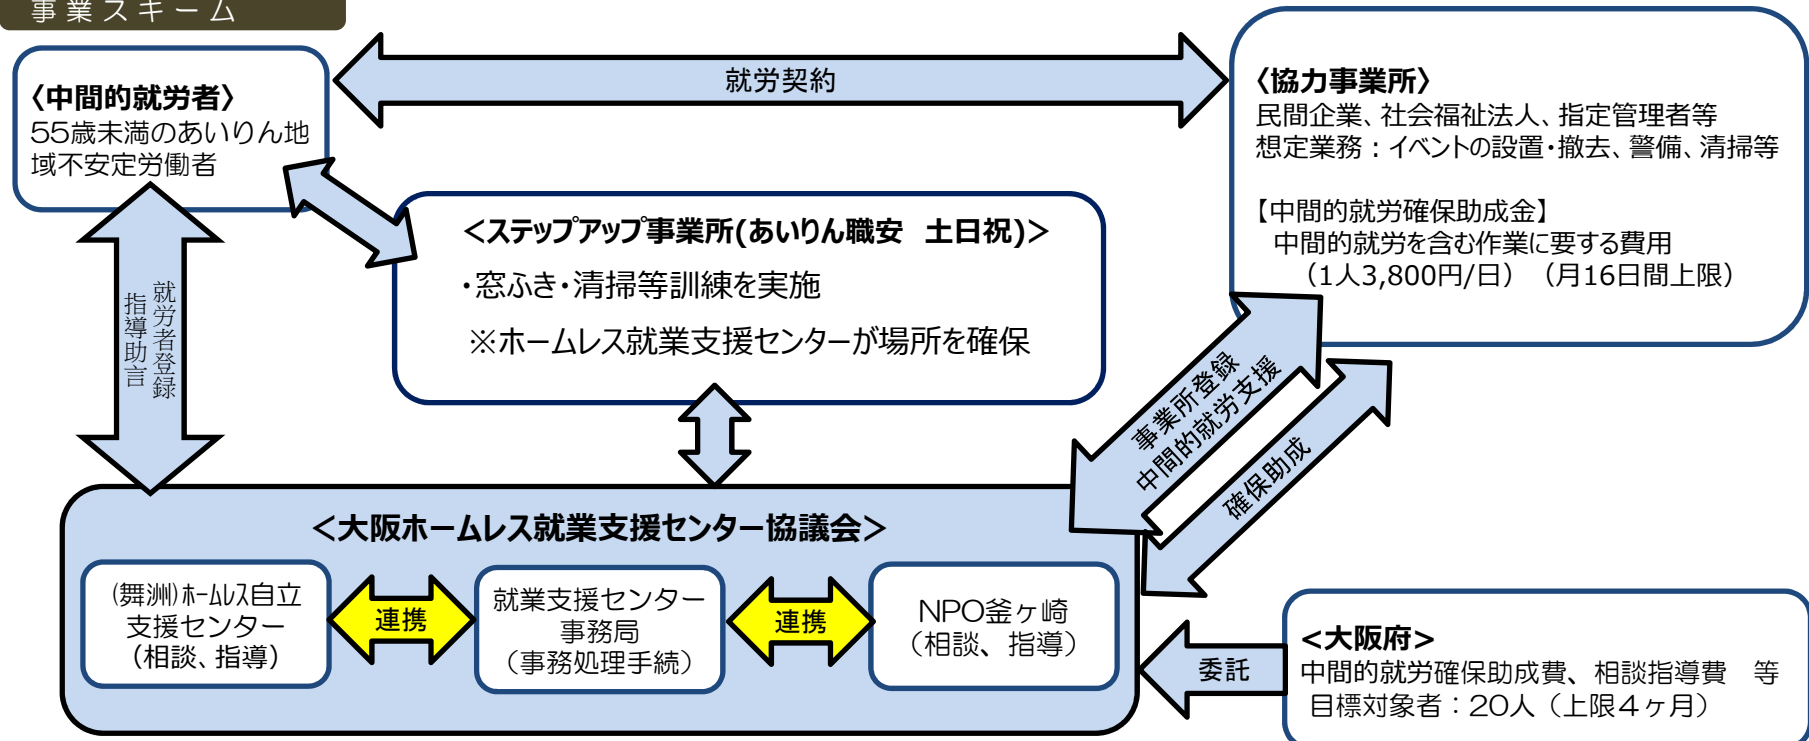 事業スキーム
〈中間的就労者〉
55歳未満のあいりん地
域不安定労働者
就労契約
〈協力事業所〉
民間企業、社会福祉法人、指定管理者等
想定業務：イベントの設置・撤去、警備、清掃等
【中間的就労確保助成金】
中間的就労を含む作業に要する費用
（1人3,800円/日）（月16日間上限）
<ステップアップ事業所(あいりん職安　土日祝)>
・窓ふき・清掃等訓練を実施
※ホームレス就業支援センターが場所を確保
就労者登録
指導助言
事業所登録
中間的就労支援
確保助成
<大阪ホームレス就業支援センター協議会>
(舞洲)ホームレス自立
支援センター
（相談、指導）
連携
就業支援センター
事務局
（事務処理手続）
連携
NPO釜ヶ崎
（相談、指導）
委託
<大阪府>
中間的就労確保助成費、相談指導費　等
目標対象者：20人（上限4ヶ月）